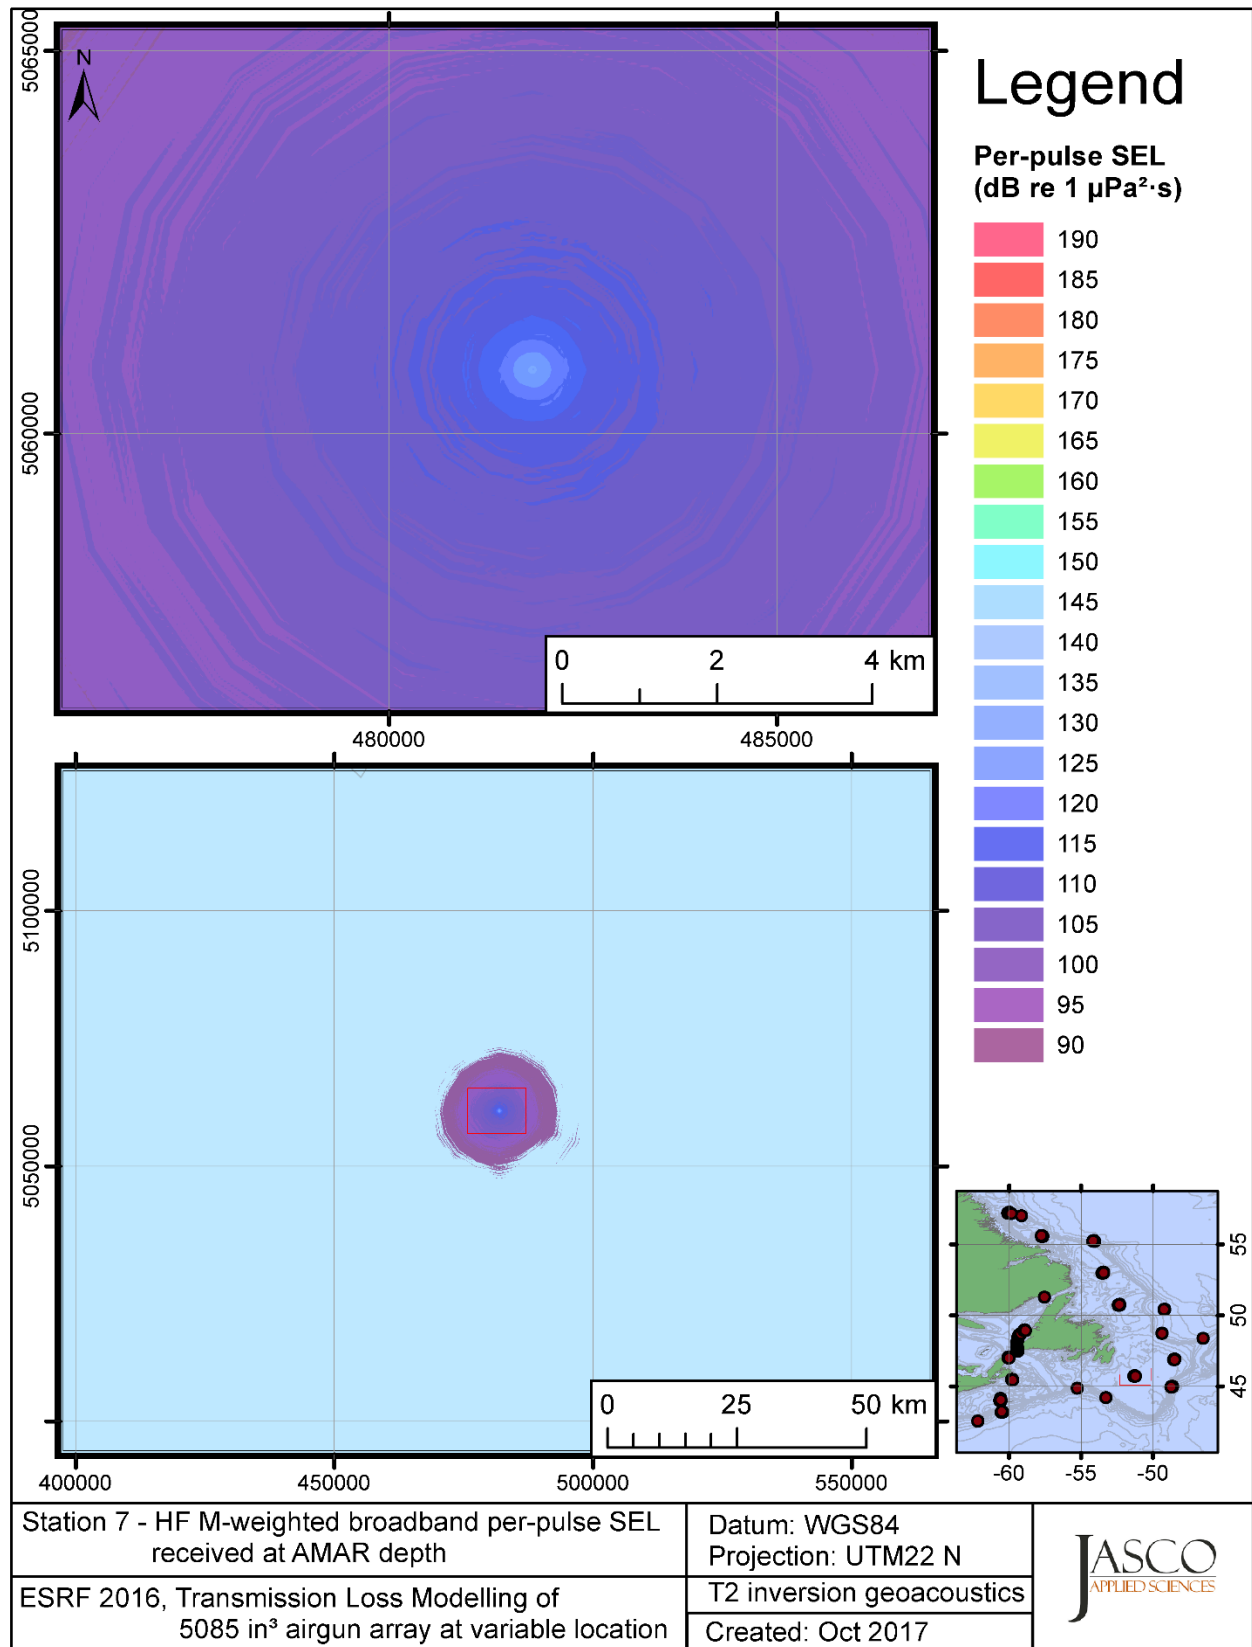 5065000
N
5060000
0 2 4 km
480000 485000
Legend
Per-pulse SEL
(dB re 1 µPa²·s)
190
185
180
175
170
165
160
155
150
145
140
135
130
125
120
115
110
105
100
95
90
5100000
5050000
0 25 50 km
400000 450000 500000 550000
55
50
45
-60 -55 -50
Station 7 - HF M-weighted broadband per-pulse SEL
received at AMAR depth
ESRF 2016, Transmission Loss Modelling of
5085 in³ airgun array at variable location
Datum: WGS84
Projection: UTM22 N
T2 inversion geoacoustics
Created: Oct 2017
JASCO
APPLIED SCIENCES